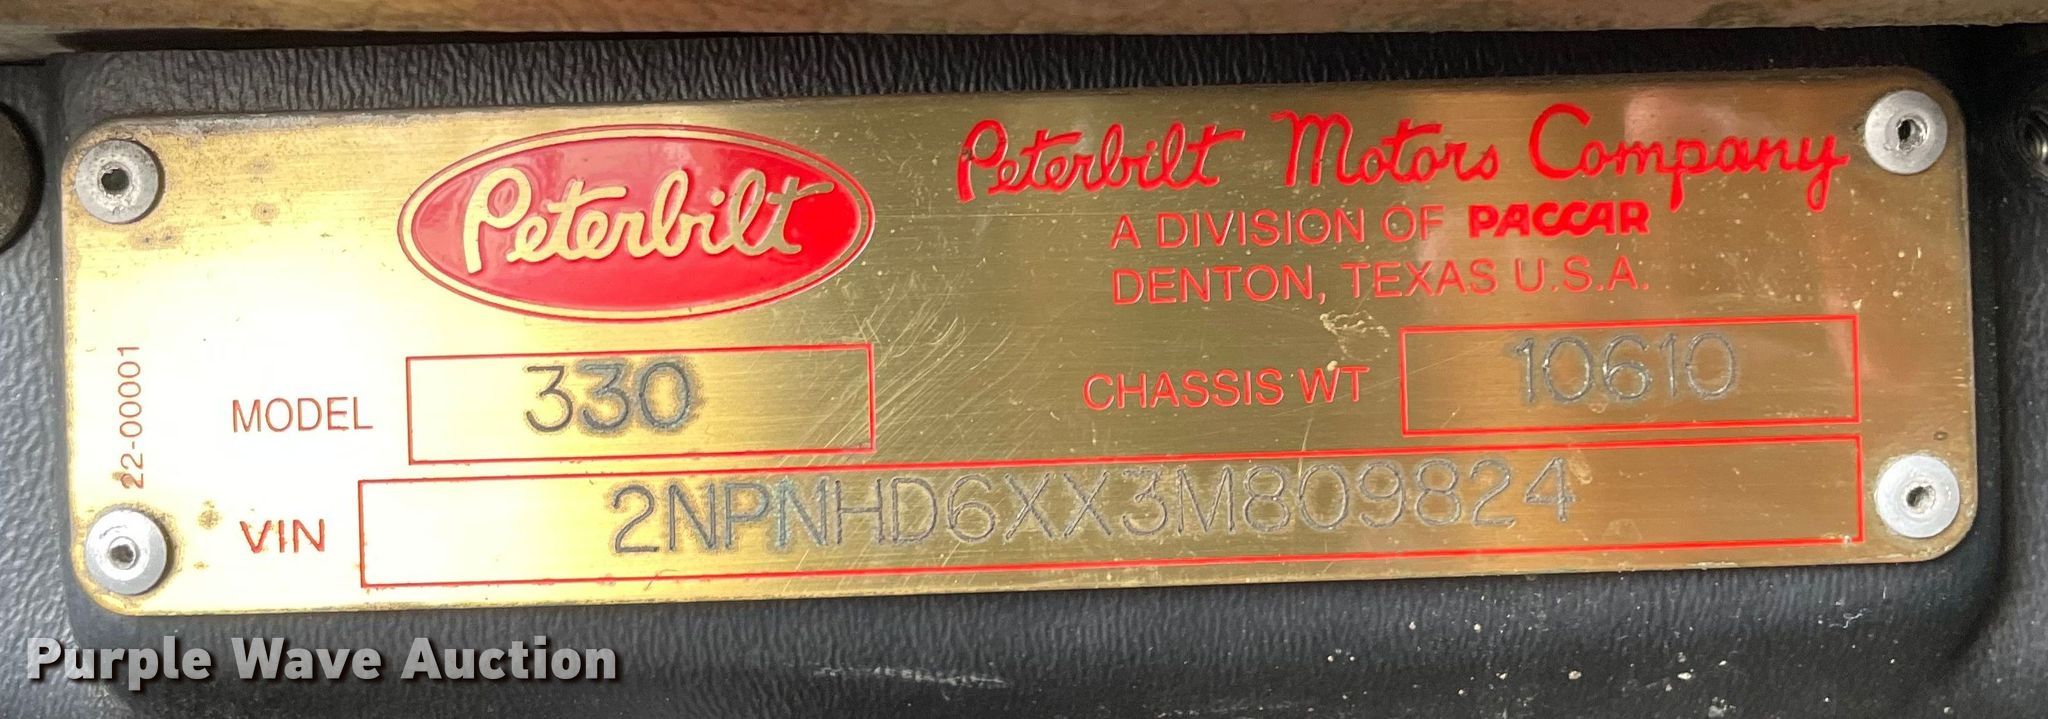 Peterbilt
Peterbilt Motors Company
A DIVISION OF PACCAR
DENTON, TEXAS U.S.A.
22-00001
MODEL 330
CHASSIS WT 10610
VIN 2NPNHD6XX3M809824
Purple Wave Auction